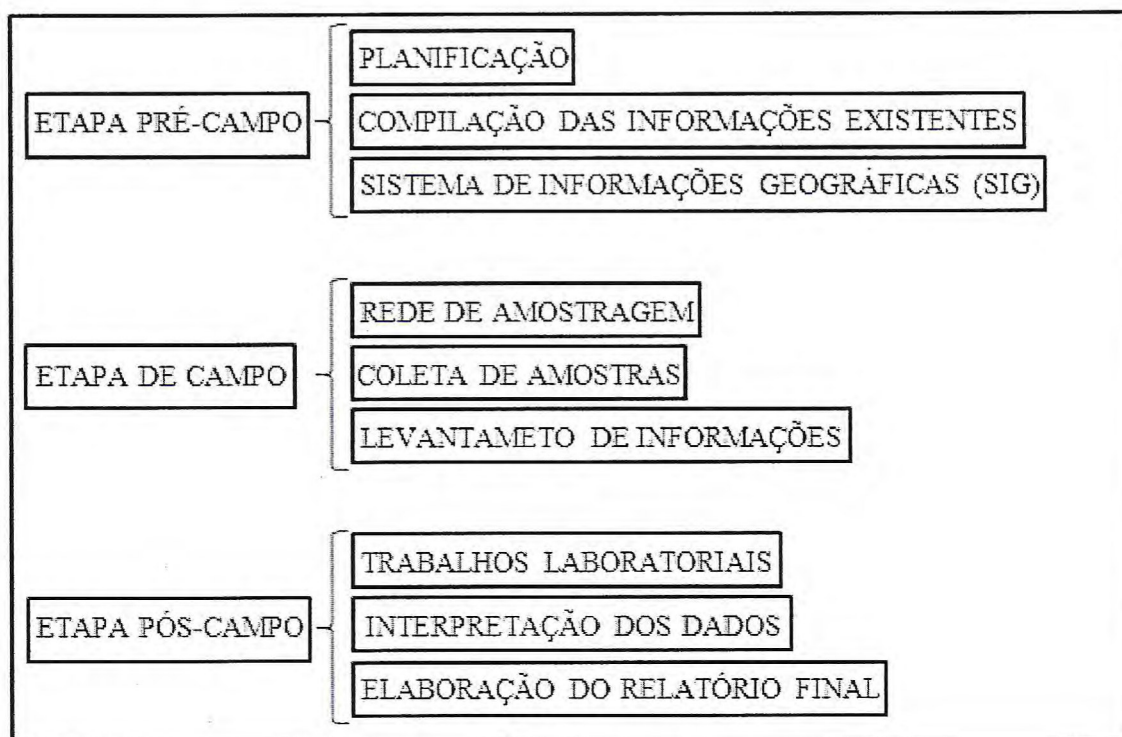 ETAPA PRÉ-CAMPO
PLANIFICAÇÃO
COMPILAÇÃO DAS INFORMAÇÕES EXISTENTES
SISTEMA DE INFORMAÇÕES GEOGRÁFICAS (SIG)
ETAPA DE CAMPO
REDE DE AMOSTRAGEM
COLETA DE AMOSTRAS
LEVANTAMETO DE INFORMAÇÕES
ETAPA PÓS-CAMPO
TRABALHOS LABORATORIAIS
INTERPRETAÇÃO DOS DADOS
ELABORAÇÃO DO RELATÓRIO FINAL